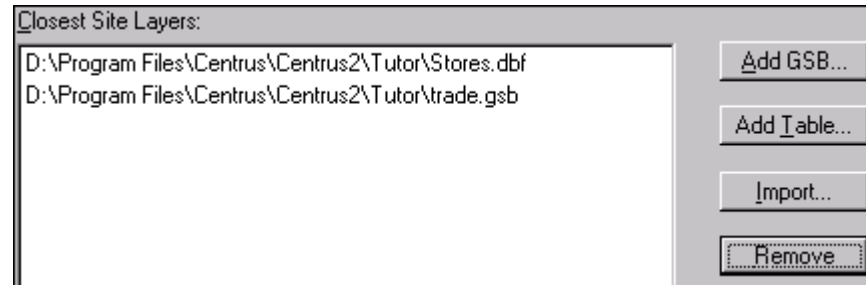 Closest Site Layers:
D:\Program Files\Centrus\Centrus2\Tutor\Stores.dbf
D:\Program Files\Centrus\Centrus2\Tutor\trade.gsb
Add GSB...
Add Table...
Import...
Remove